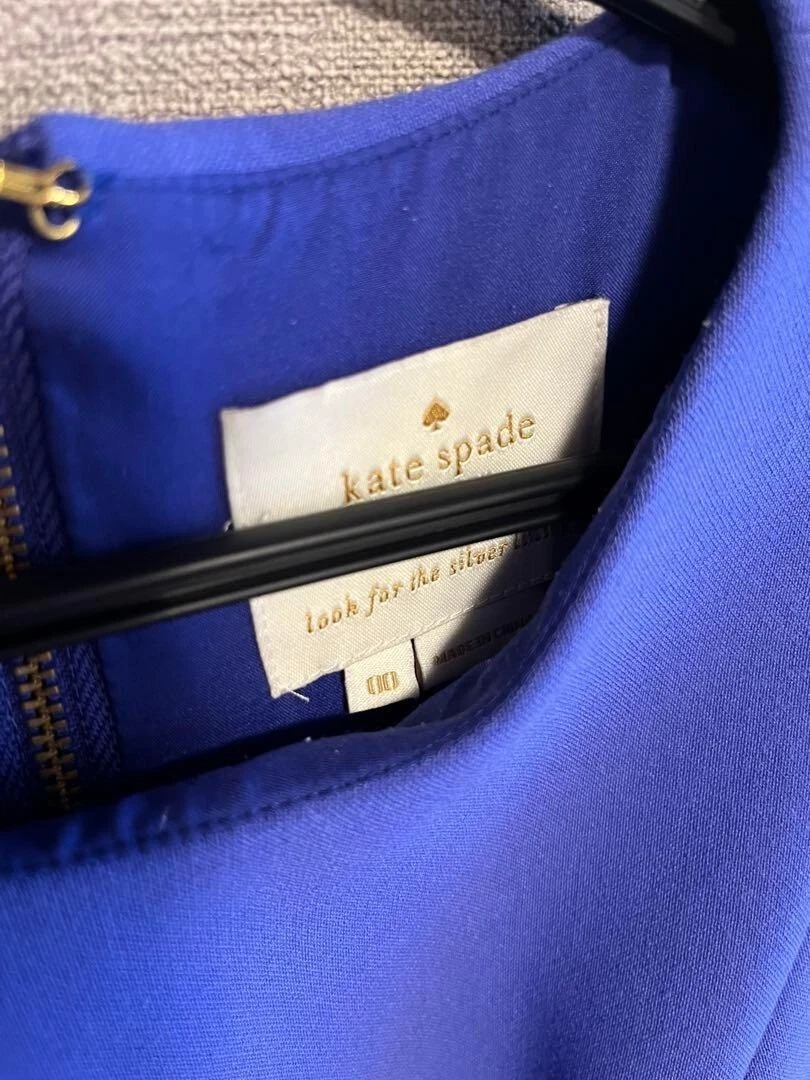 kate spade
look for the silver
00
MADE IN CHINA